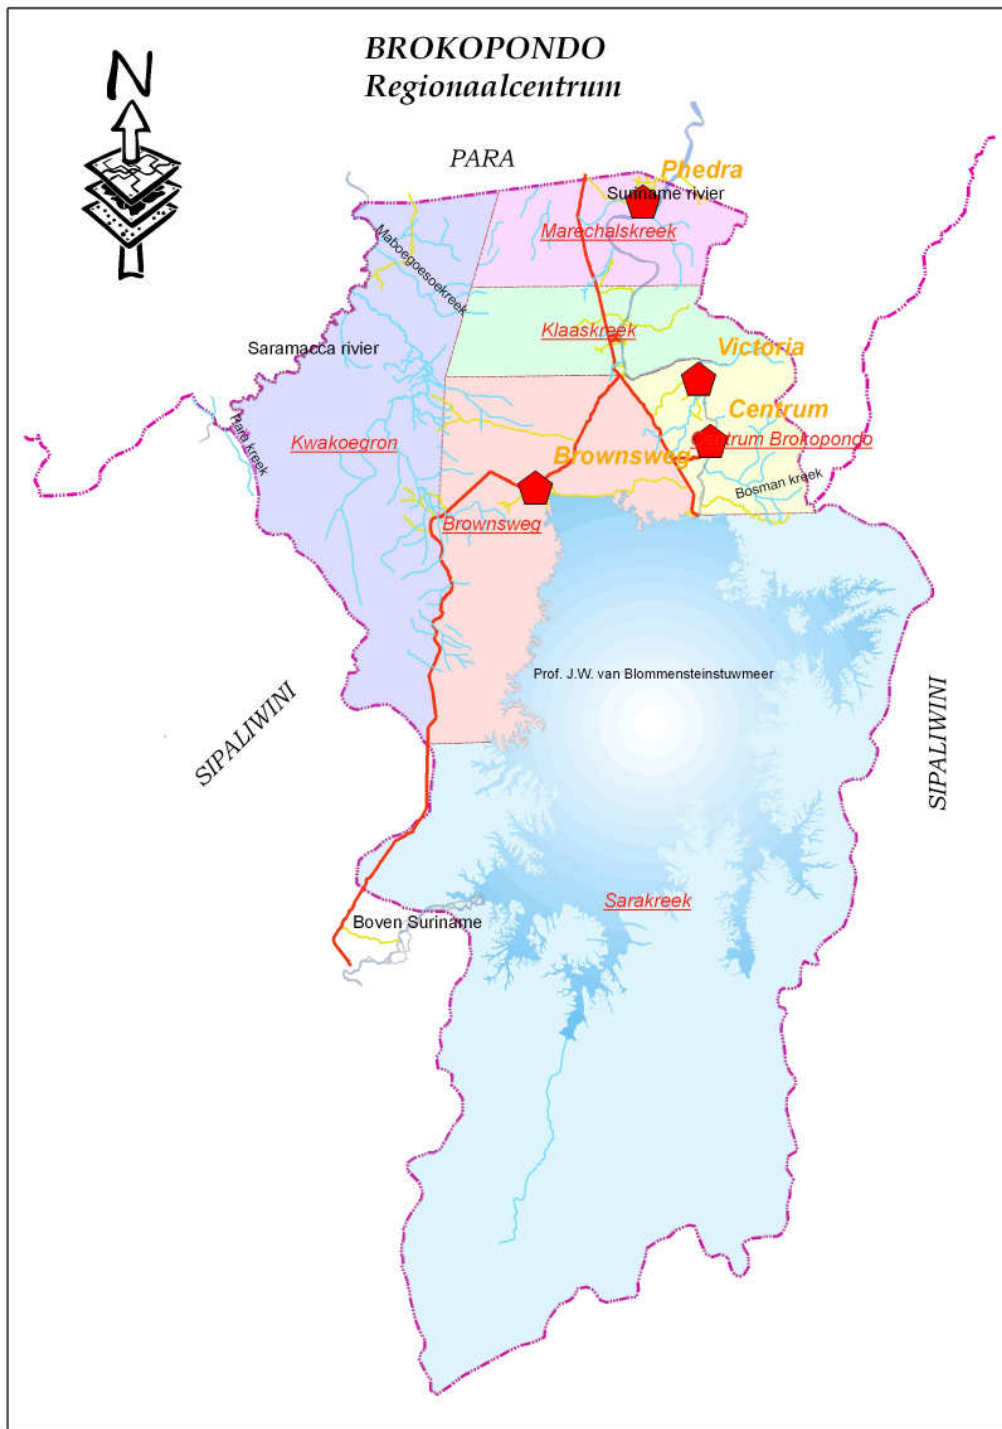 BROKOPONDO
Regionaalcentrum
N
PARA
Phedra
Suriname rivier
Marechalskreek
Maboegoesoekreek
Klaaskreek
Saramacca rivier
Victoria
Centrum
Hara kreek
Kwakoegron
Centrum Brokopondo
Brownsweg
Bosman kreek
Brownsweg
Prof. J.W. van Blommensteinstuwmeer
SIPALIWINI
SIPALIWINI
Sarakreek
Boven Suriname